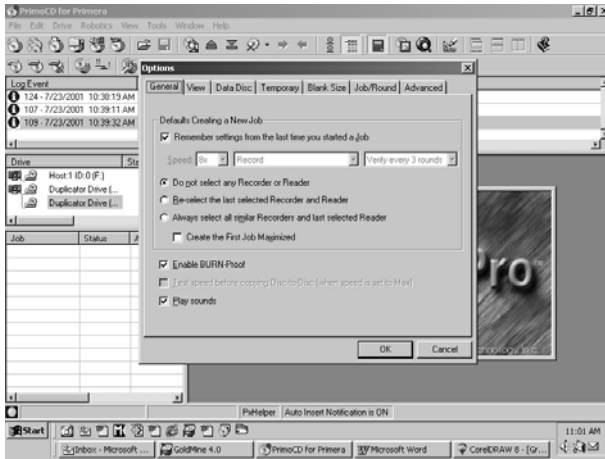 PrimoCD for Primera
File Edit Drive Robotics View Tools Window Help
Log Event
124 - 7/23/2001 10:38:19 AM
107 - 7/23/2001 10:39:11 AM
109 - 7/23/2001 10:39:32 AM
Drive
Host:1 ID:0 (F:)
Duplicator Drive (...
Duplicator Drive (...
Job Status
Options
General View Data Disc Temporary Blank Size Job/Round Advanced
Defaults Creating a New Job
Remember settings from the last time you started a Job
Speed: 8x Record Verify every 3 rounds
Do not select any Recorder or Reader
Re-select the last selected Recorder and Reader
Always select all similar Recorders and last selected Reader
Create the First Job Maximized
Enable BURN-Proof
Test speed before copying Disc-to-Disc (when speed is set to Max)
Play sounds
OK Cancel
ro
PxHelper Auto Insert Notification is ON
Start
11:01 AM
Inbox - Microsoft ... GoldMine 4.0 PrimoCD for Primera Microsoft Word CorelDRAW 8 - [Gr...